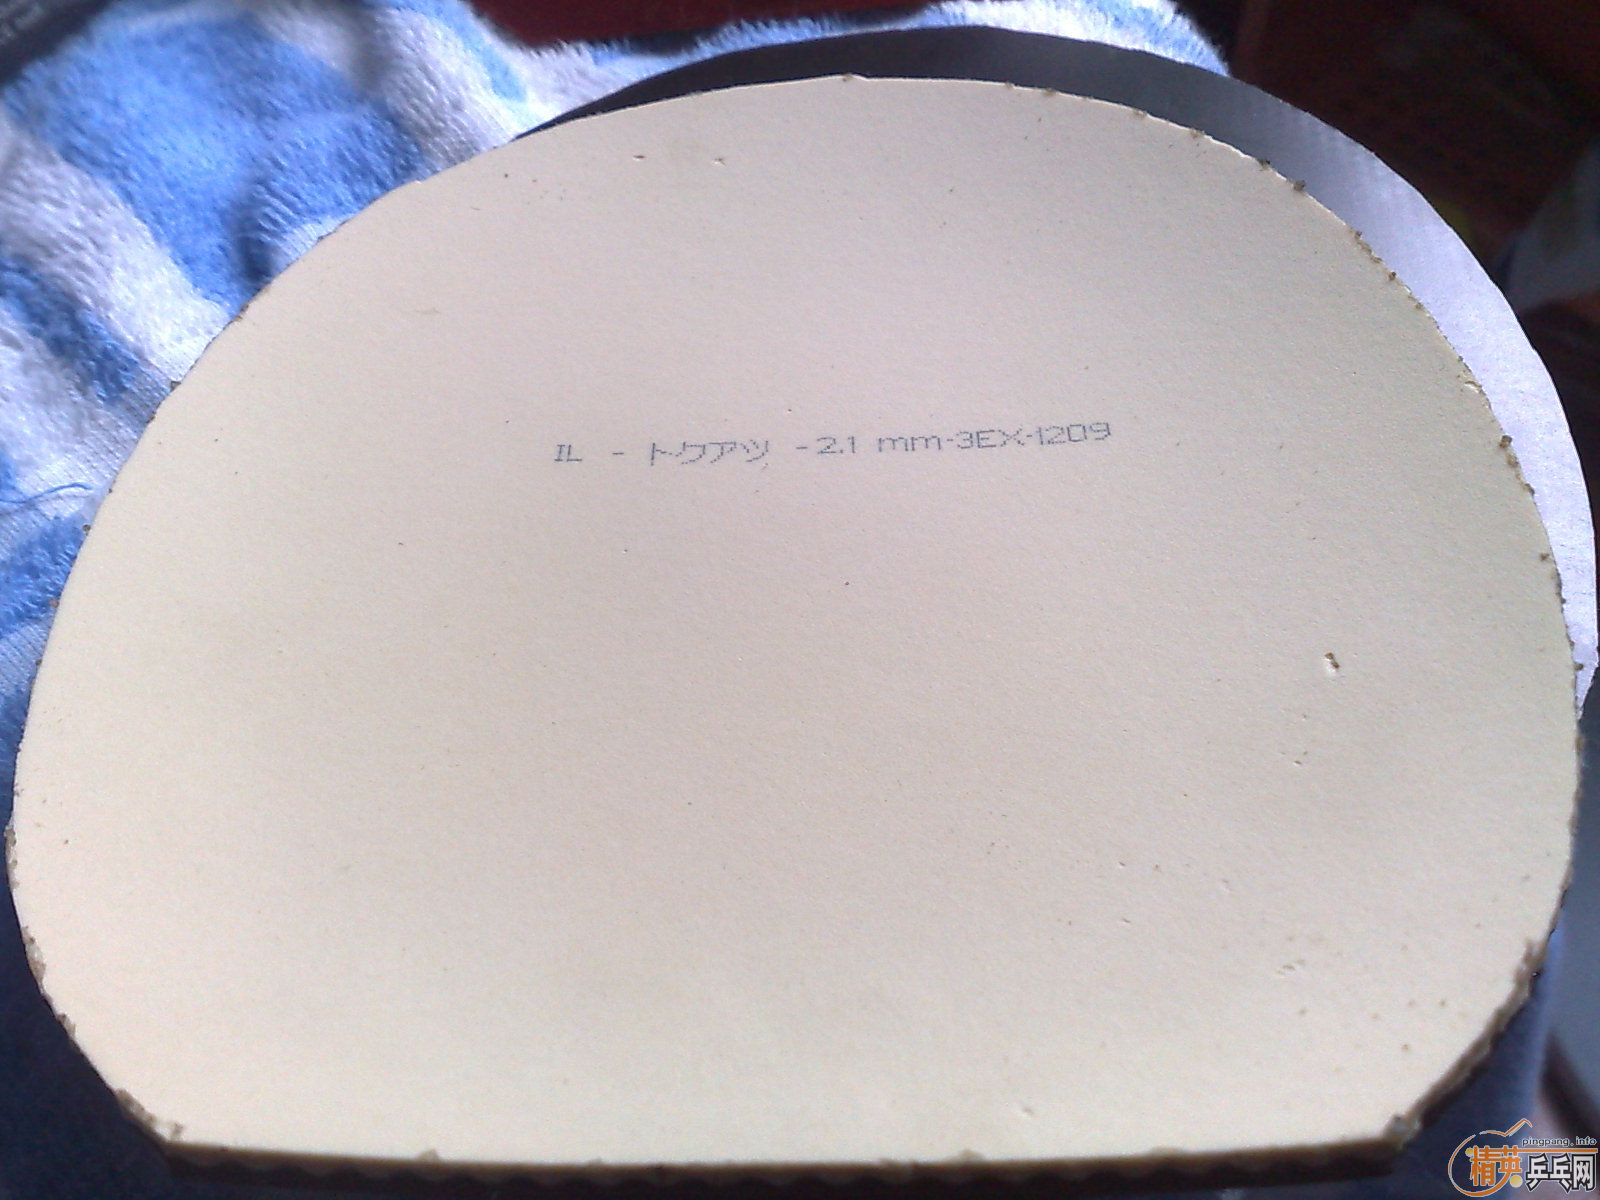 IL - トクアツ - 2.1 mm-3EX-1209
pingpang.info
精英乒乓网